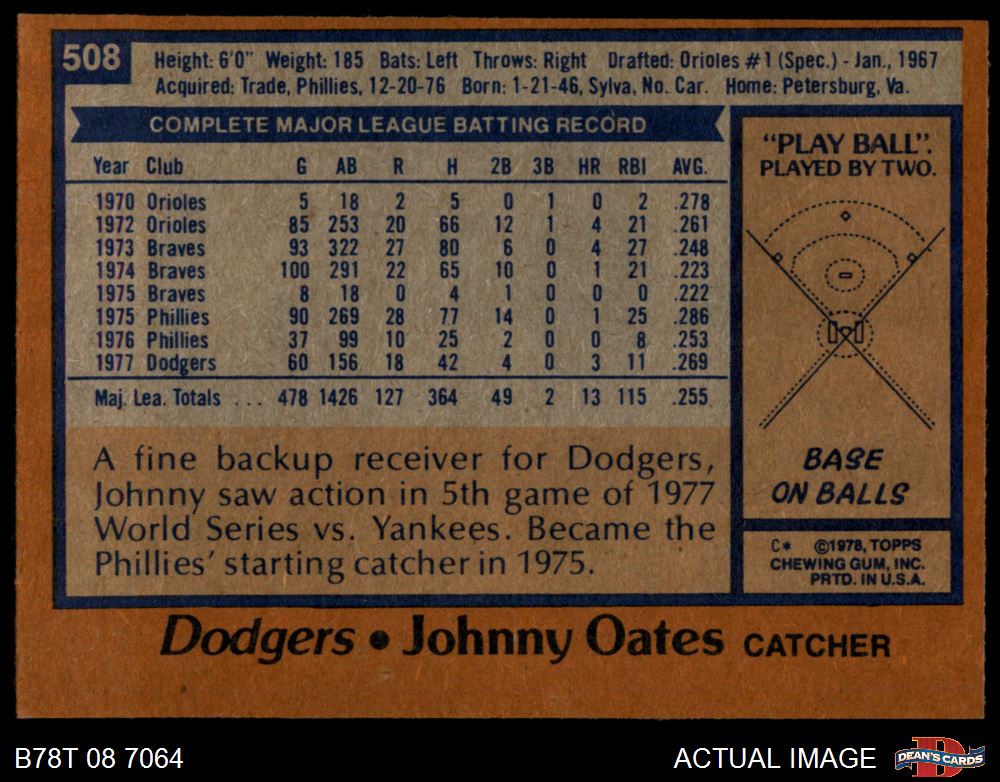 508
Height: 6'0" Weight: 185 Bats: Left Throws: Right Drafted: Orioles #1 (Spec.) - Jan., 1967
Acquired: Trade, Phillies, 12-20-76 Born: 1-21-46, Sylva, No. Car. Home: Petersburg, Va.
COMPLETE MAJOR LEAGUE BATTING RECORD
Year Club G AB R H 2B 3B HR RBI AVG.
1970 Orioles 5 18 2 5 0 1 0 2 .278
1972 Orioles 85 253 20 66 12 1 4 21 .261
1973 Braves 93 322 27 80 6 0 4 27 .248
1974 Braves 100 291 22 65 10 0 1 21 .223
1975 Braves 8 18 0 4 1 0 0 0 .222
1975 Phillies 90 269 28 77 14 0 1 25 .286
1976 Phillies 37 99 10 25 2 0 0 8 .253
1977 Dodgers 60 156 18 42 4 0 3 11 .269
Maj. Lea. Totals ... 478 1426 127 364 49 2 13 115 .255
A fine backup receiver for Dodgers,
Johnny saw action in 5th game of 1977
World Series vs. Yankees. Became the
Phillies' starting catcher in 1975.
"PLAY BALL".
PLAYED BY TWO.
BASE
ON BALLS
C* ©1978, TOPPS
CHEWING GUM, INC.
PRTD. IN U.S.A.
Dodgers • Johnny Oates CATCHER
B78T 08 7064
ACTUAL IMAGE
D
DEAN'S CARDS